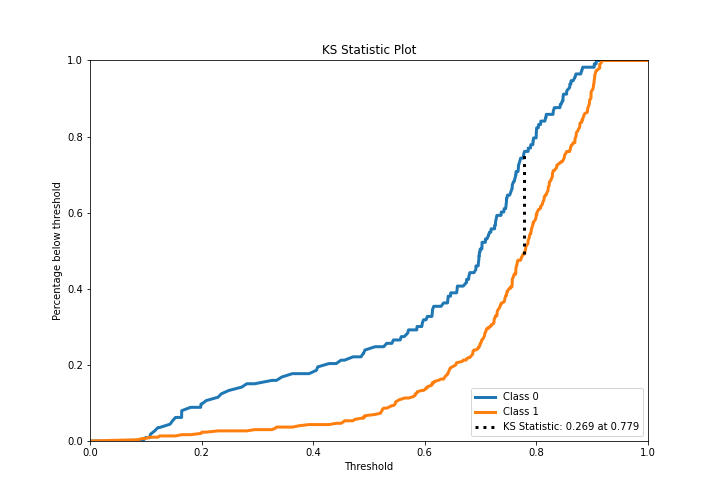 KS Statistic Plot
1.0
0.8
0.6
0.4
0.2
0.0
Percentage below threshold
0.0
0.2
0.4
0.6
0.8
1.0
Threshold
Class 0
Class 1
KS Statistic: 0.269 at 0.779